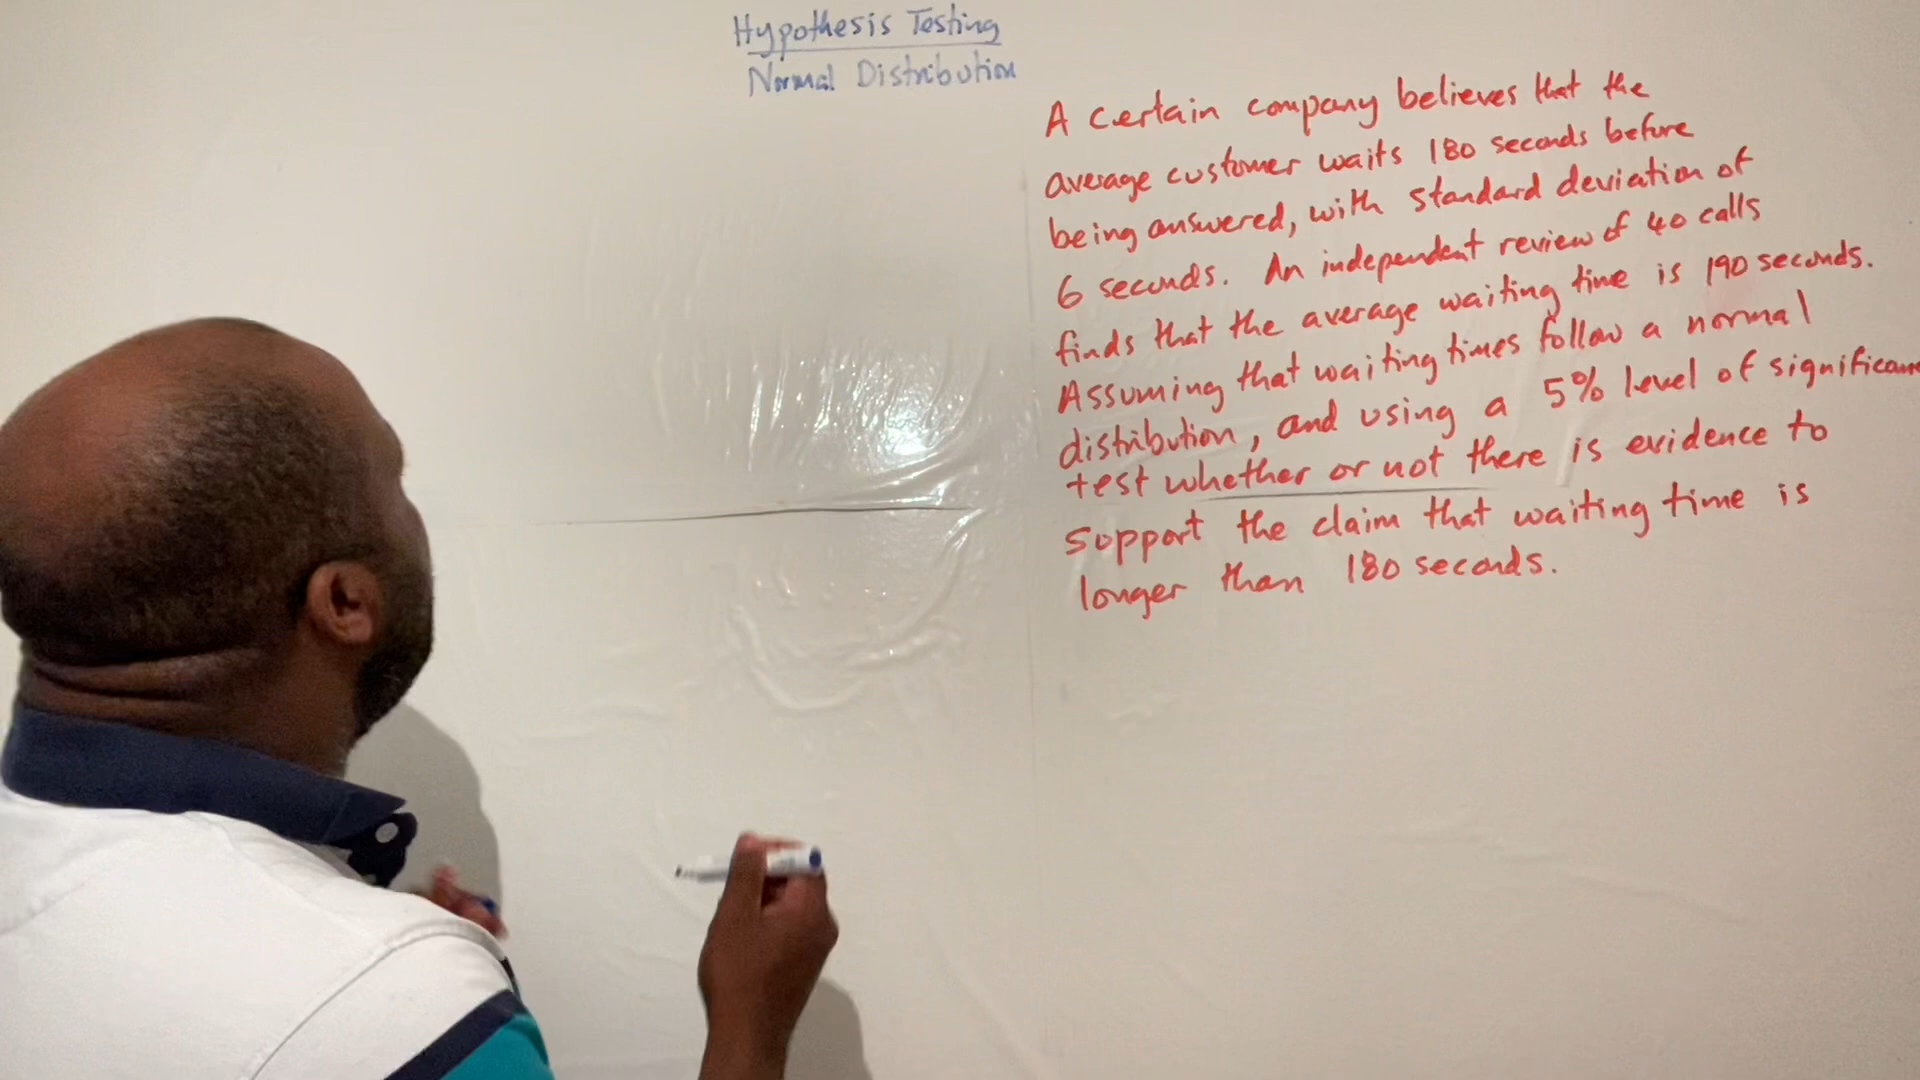 Hypothesis Testing
Normal Distribution
A certain company believes that the
average customer waits 180 seconds before
being answered, with standard deviation of
6 seconds. An independent review of 40 calls
finds that the average waiting time is 190 seconds.
Assuming that waiting times follow a normal
distribution, and using a 5% level of significanc
test whether or not there is evidence to
support the claim that waiting time is
longer than 180 seconds.